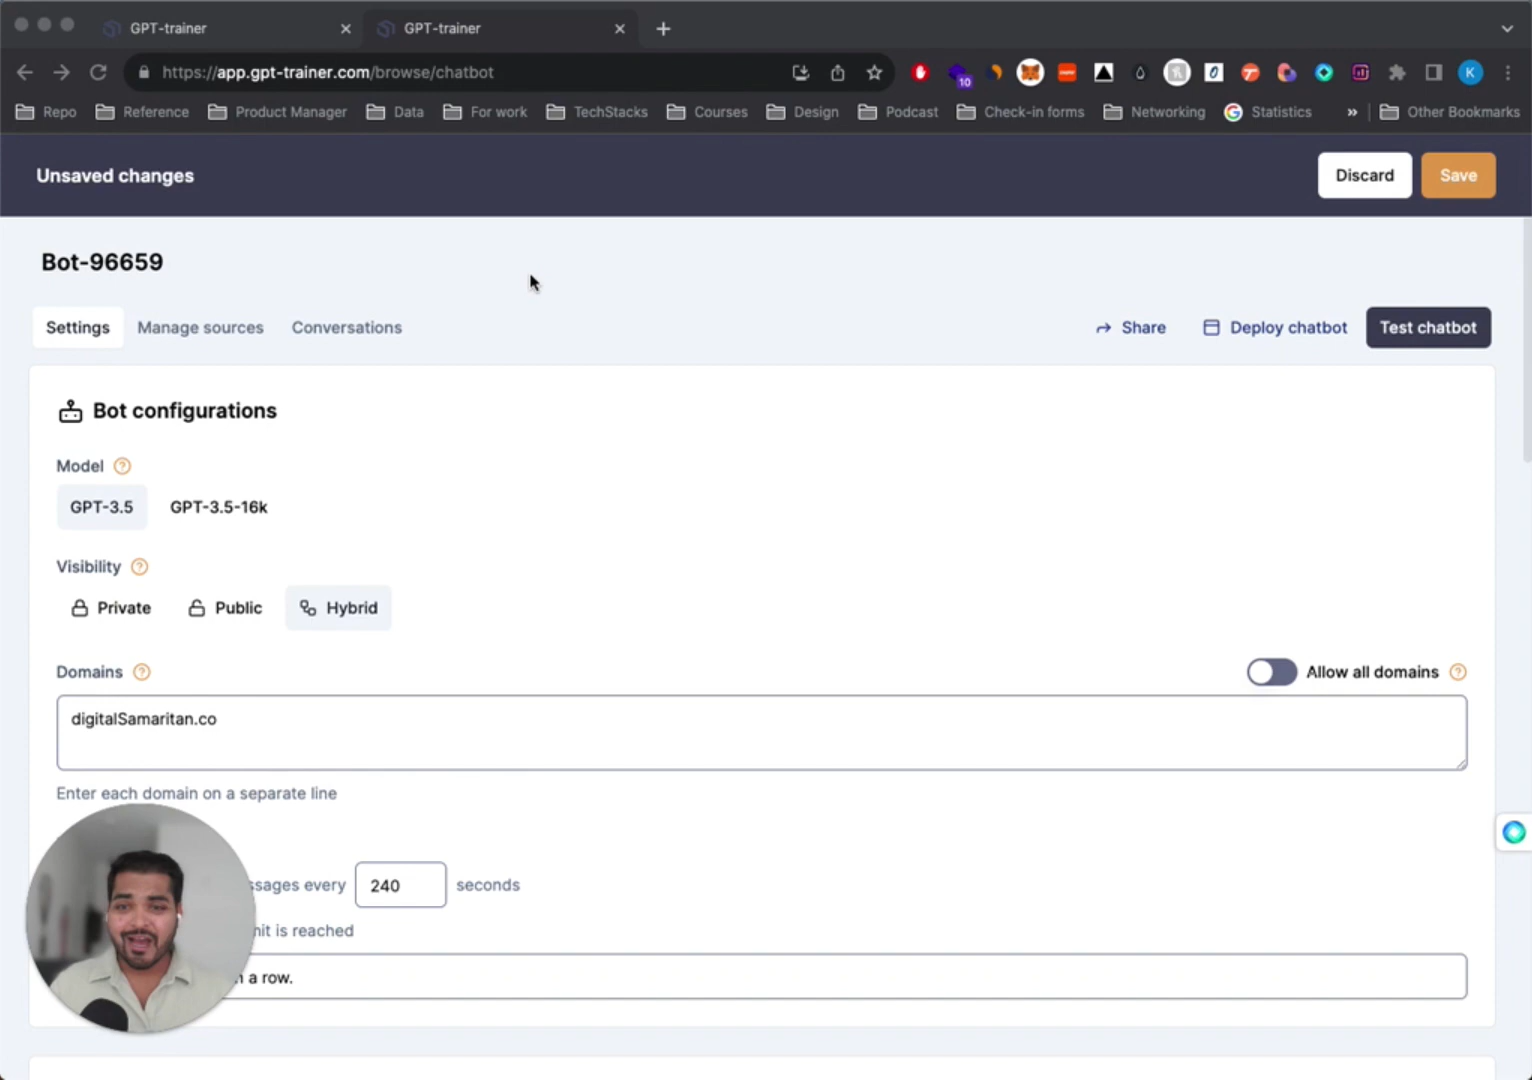 GPT-trainer
GPT-trainer
https://app.gpt-trainer.com/browse/chatbot
10
K
Repo
Reference
Product Manager
Data
For work
TechStacks
Courses
Design
Podcast
Check-in forms
Networking
Statistics
»
Other Bookmarks
Unsaved changes
Discard
Save
Bot-96659
Settings
Manage sources
Conversations
Share
Deploy chatbot
Test chatbot
Bot configurations
Model ?
GPT-3.5
GPT-3.5-16k
Visibility ?
Private
Public
Hybrid
Domains ?
Allow all domains ?
digitalSamaritan.co
Enter each domain on a separate line
every 240 seconds
is reached
a row.